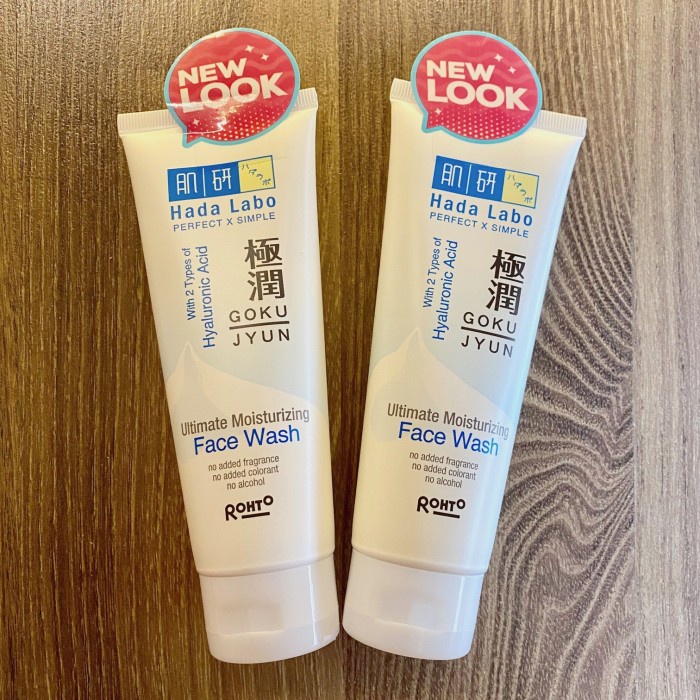 NEW
LOOK
肌 研 ハダラボ
Hada Labo
PERFECT X SIMPLE
With 2 Types of
Hyaluronic Acid
極潤
GOKU
JYUN
Ultimate Moisturizing
Face Wash
no added fragrance
no added colorant
no alcohol
ROHTO
NEW
LOOK
肌 研 ハダラボ
Hada Labo
PERFECT X SIMPLE
With 2 Types of
Hyaluronic Acid
極潤
GOKU
JYUN
Ultimate Moisturizing
Face Wash
no added fragrance
no added colorant
no alcohol
ROHTO